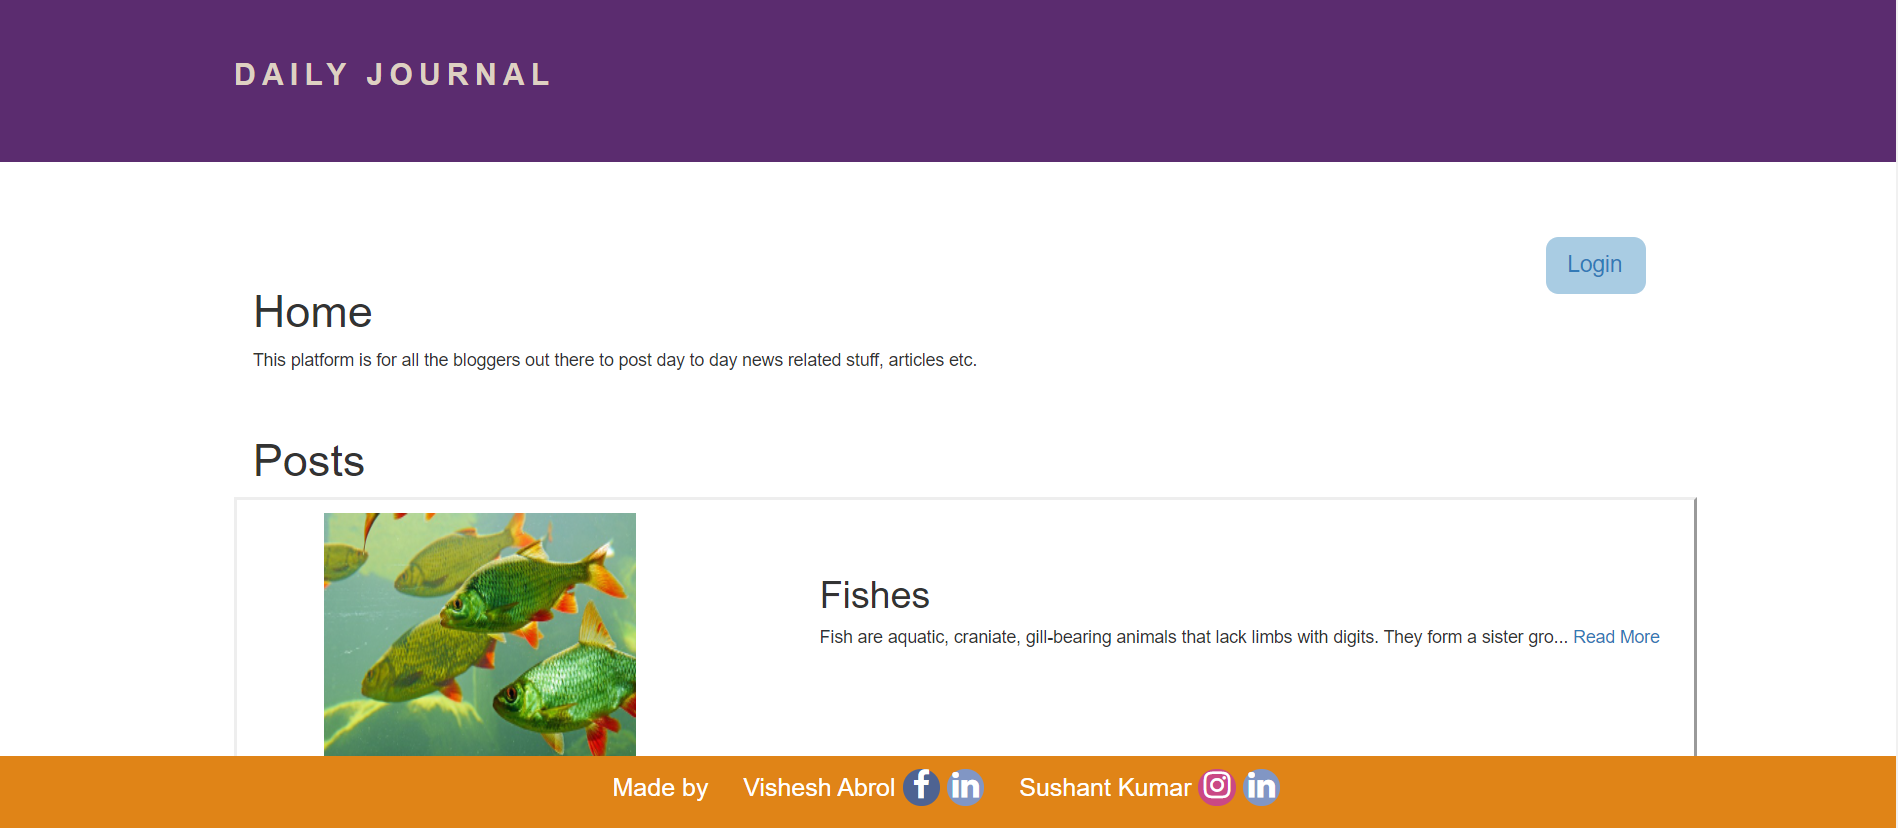 DAILY JOURNAL
Login
Home
This platform is for all the bloggers out there to post day to day news related stuff, articles etc.
Posts
Fishes
Fish are aquatic, craniate, gill-bearing animals that lack limbs with digits. They form a sister gro... Read More
Made by Vishesh Abrol f in Sushant Kumar in